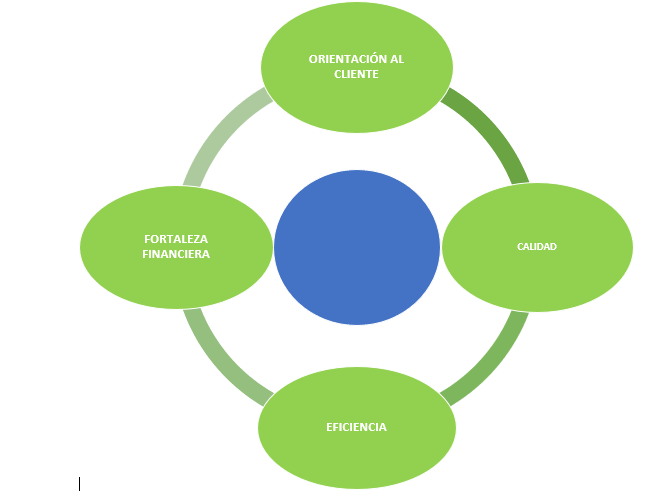 ORIENTACIÓN AL
CLIENTE
FORTALEZA
FINANCIERA
CALIDAD
EFICIENCIA